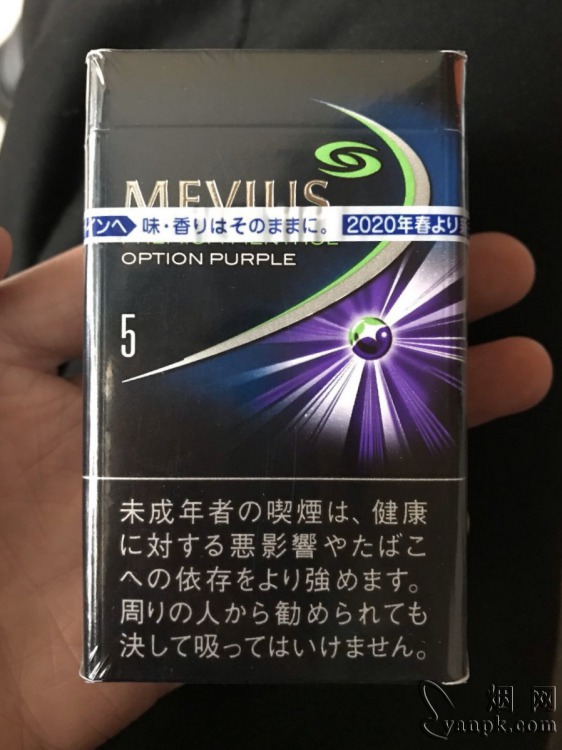 MEVIUS
OPTION PURPLE
ンへ 味・香りはそのままに。 2020年春より
5
未成年者の喫煙は、健康
に対する悪影響やたばこ
への依存をより強めます。
周りの人から勧められても
決して吸ってはいけません。
烟网
yanpk.com